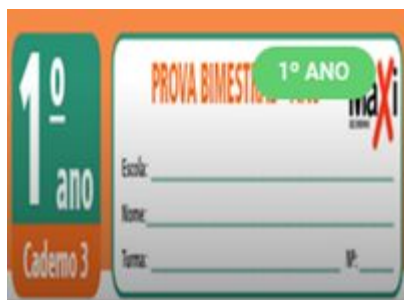 1º
ano
Caderno 3
PROVA BIMESTRAL
1º ANO
Maxi
Escola:
Nome:
Turma: Nº: